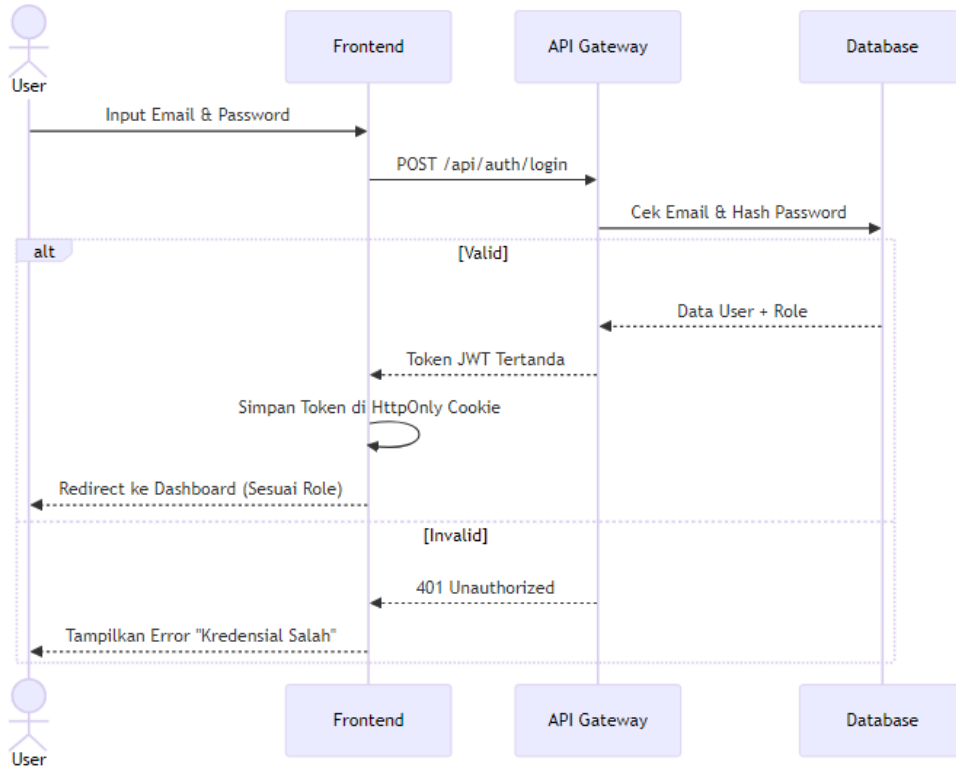 User
Frontend
API Gateway
Database
Input Email & Password
POST /api/auth/login
Cek Email & Hash Password
alt
[Valid]
Data User + Role
Token JWT Tertanda
Simpan Token di HttpOnly Cookie
Redirect ke Dashboard (Sesuai Role)
[Invalid]
401 Unauthorized
Tampilkan Error "Kredensial Salah"
User
Frontend
API Gateway
Database